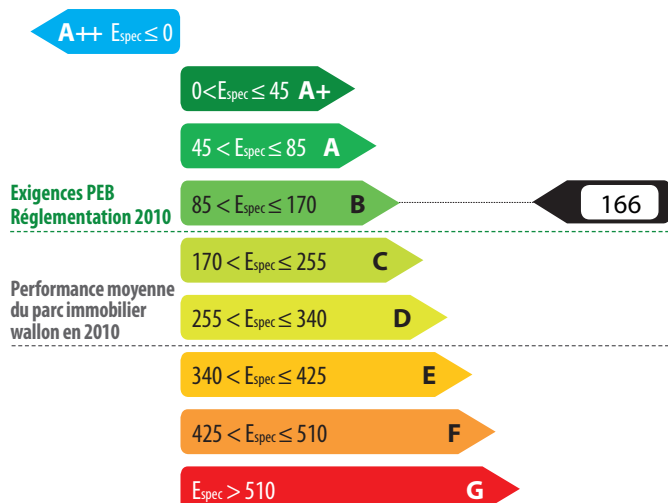 A++ Espec ≤ 0
0<Espec ≤ 45 A+
45 < Espec ≤ 85 A
Exigences PEB
Réglementation 2010
85 < Espec ≤ 170 B
166
170 < Espec ≤ 255 C
Performance moyenne
du parc immobilier
wallon en 2010
255 < Espec ≤ 340 D
340 < Espec ≤ 425 E
425 < Espec ≤ 510 F
Espec > 510 G